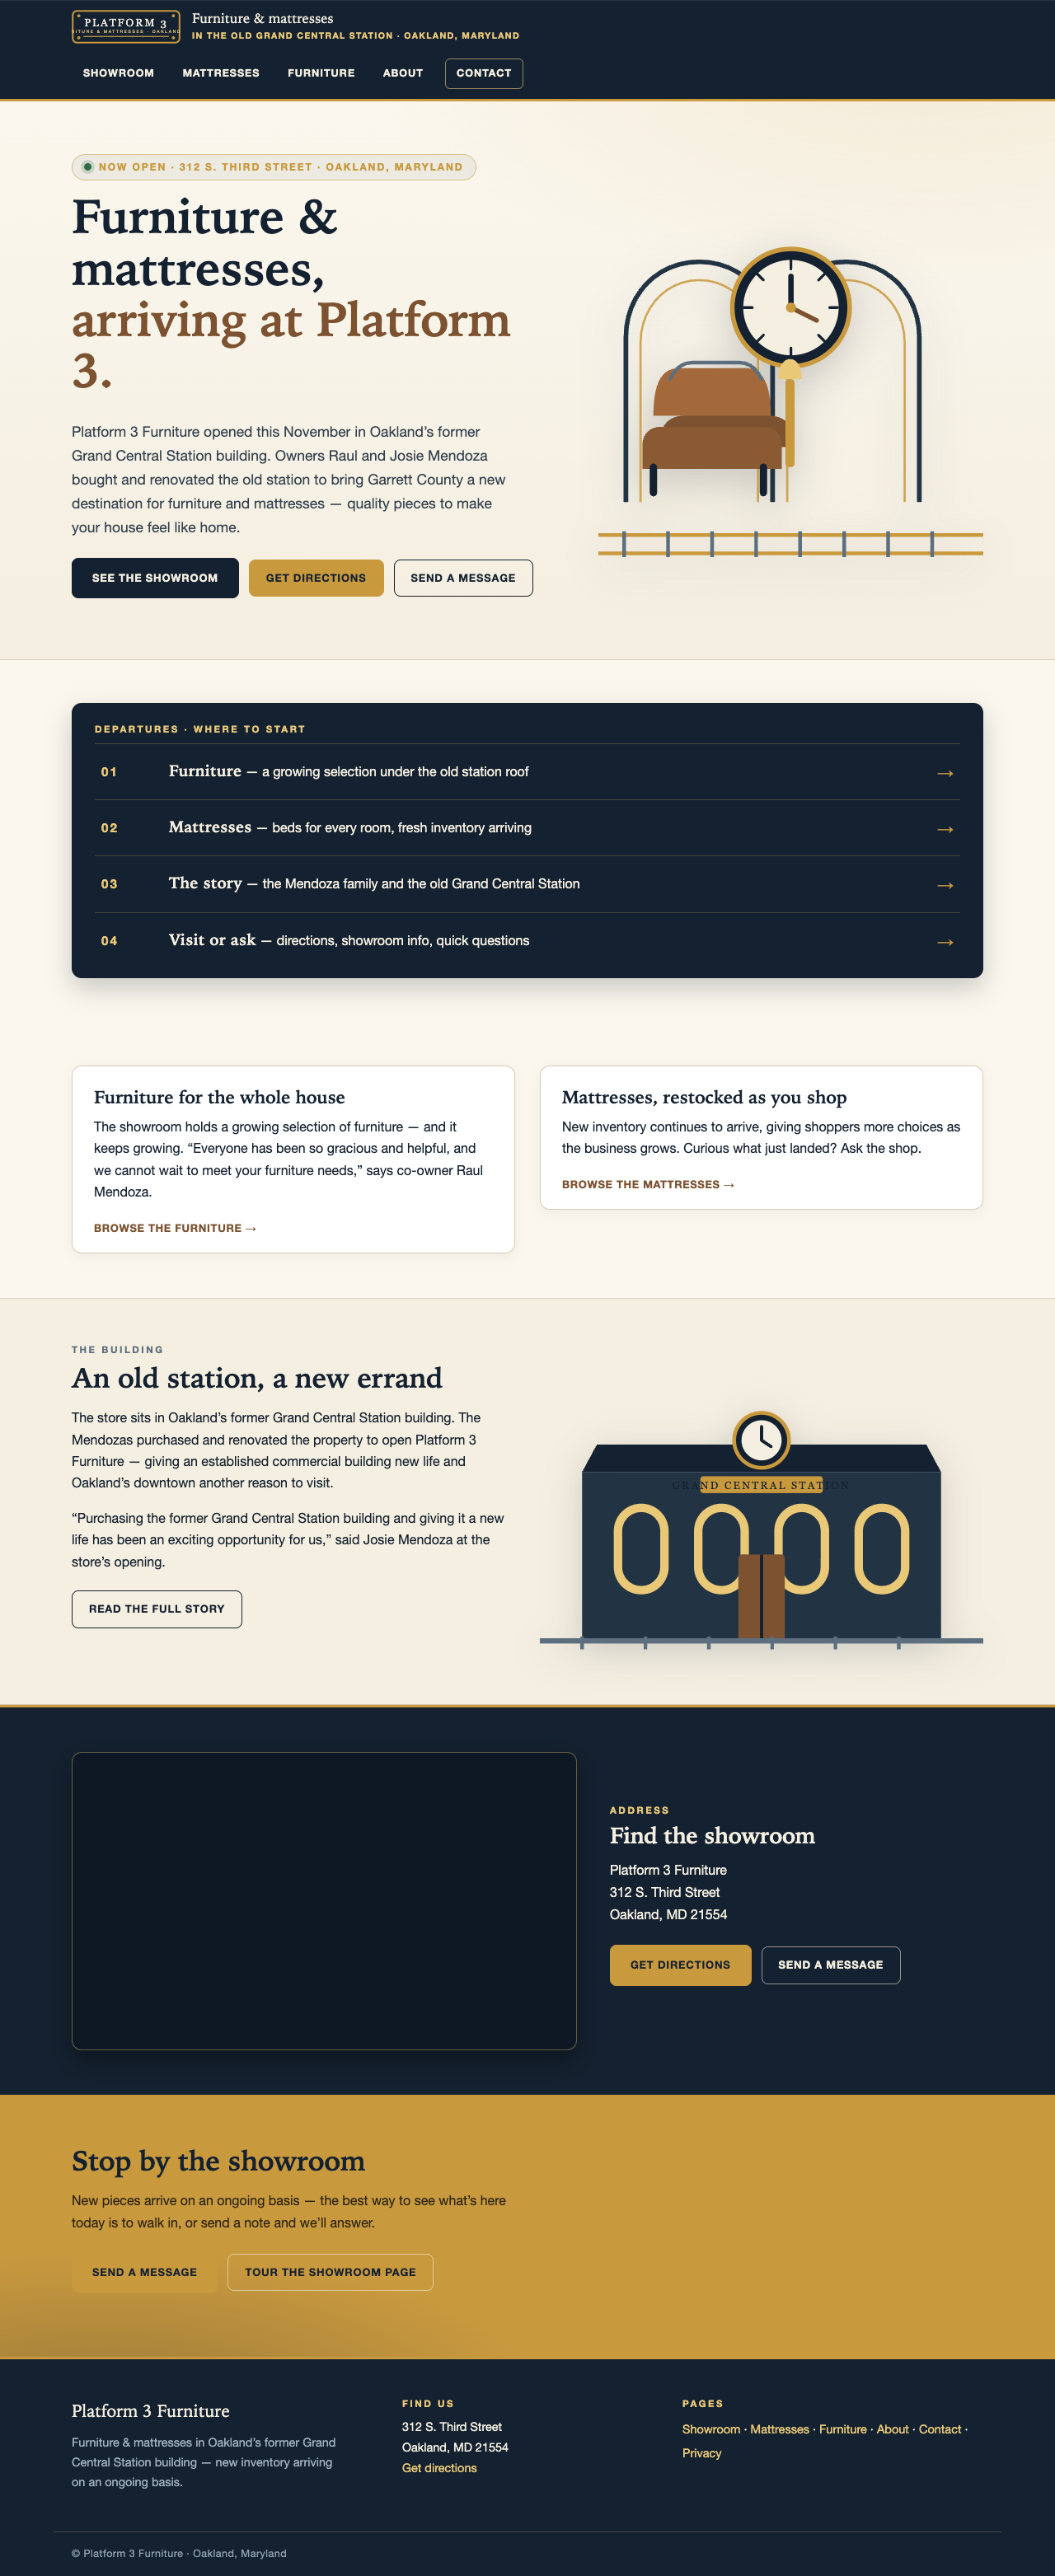 PLATFORM 3
Furniture & mattresses
IN THE OLD GRAND CENTRAL STATION · OAKLAND, MARYLAND
SHOWROOM
MATTRESSES
FURNITURE
ABOUT
CONTACT
NOW OPEN · 312 S. THIRD STREET · OAKLAND, MARYLAND
Furniture &
mattresses,
arriving at Platform
3.
Platform 3 Furniture opened this November in Oakland’s former
Grand Central Station building. Owners Raul and Josie Mendoza
bought and renovated the old station to bring Garrett County a new
destination for furniture and mattresses — quality pieces to make
your house feel like home.
SEE THE SHOWROOM
GET DIRECTIONS
SEND A MESSAGE
DEPARTURES · WHERE TO START
01 Furniture — a growing selection under the old station roof →
02 Mattresses — beds for every room, fresh inventory arriving →
03 The story — the Mendoza family and the old Grand Central Station →
04 Visit or ask — directions, showroom info, quick questions →
Furniture for the whole house
The showroom holds a growing selection of furniture — and it
keeps growing. “Everyone has been so gracious and helpful, and
we cannot wait to meet your furniture needs,” says co-owner Raul
Mendoza.
BROWSE THE FURNITURE →
Mattresses, restocked as you shop
New inventory continues to arrive, giving shoppers more choices as
the business grows. Curious what just landed? Ask the shop.
BROWSE THE MATTRESSES →
THE BUILDING
An old station, a new errand
The store sits in Oakland’s former Grand Central Station building. The
Mendozas purchased and renovated the property to open Platform 3
Furniture — giving an established commercial building new life and
Oakland’s downtown another reason to visit.
“Purchasing the former Grand Central Station building and giving it a new
life has been an exciting opportunity for us,” said Josie Mendoza at the
store’s opening.
READ THE FULL STORY
GRAND CENTRAL STATION
ADDRESS
Find the showroom
Platform 3 Furniture
312 S. Third Street
Oakland, MD 21554
GET DIRECTIONS
SEND A MESSAGE
Stop by the showroom
New pieces arrive on an ongoing basis — the best way to see what’s here
today is to walk in, or send a note and we’ll answer.
SEND A MESSAGE
TOUR THE SHOWROOM PAGE
Platform 3 Furniture
Furniture & mattresses in Oakland’s former Grand
Central Station building — new inventory arriving
on an ongoing basis.
FIND US
312 S. Third Street
Oakland, MD 21554
Get directions
PAGES
Showroom · Mattresses · Furniture · About · Contact ·
Privacy
© Platform 3 Furniture · Oakland, Maryland